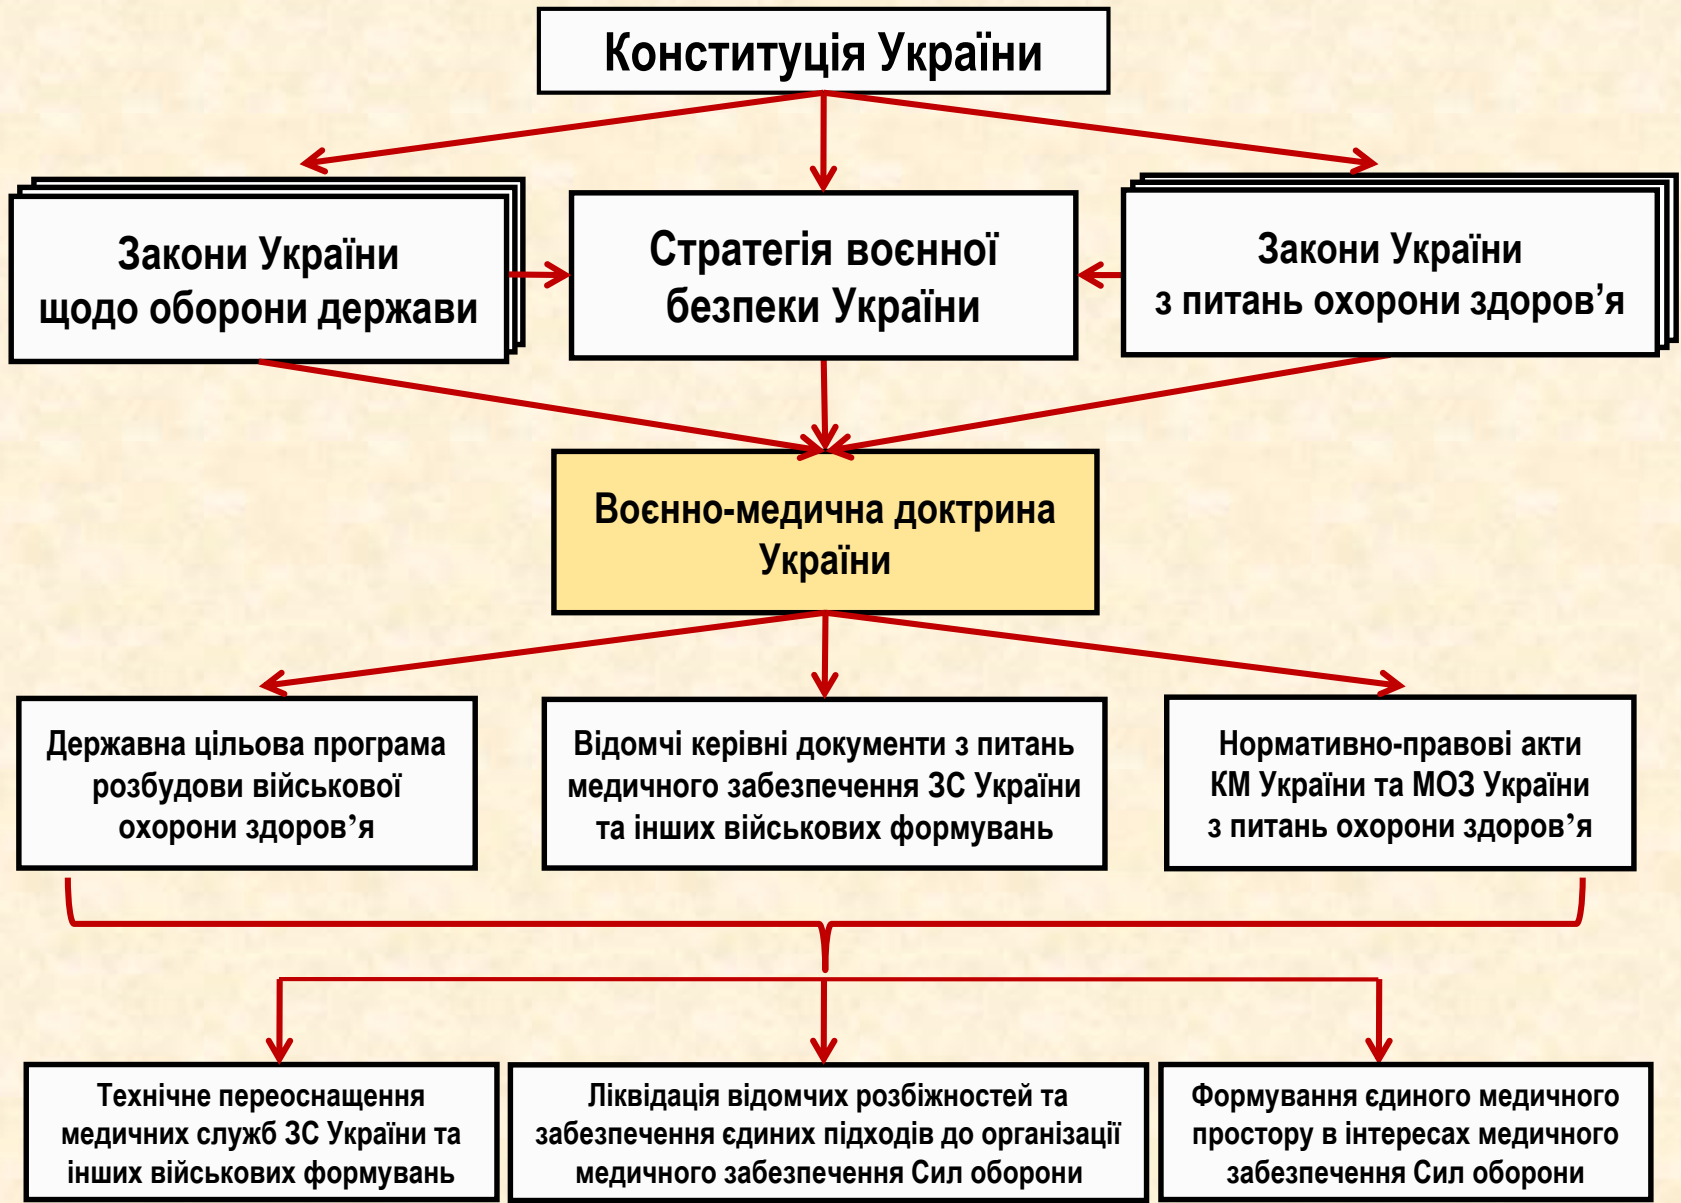 Конституція України
Закони України
щодо оборони держави
Стратегія воєнної
безпеки України
Закони України
з питань охорони здоров’я
Воєнно-медична доктрина
України
Державна цільова програма
розбудови військової
охорони здоров’я
Відомчі керівні документи з питань
медичного забезпечення ЗС України
та інших військових формувань
Нормативно-правові акти
КМ України та МОЗ України
з питань охорони здоров’я
Технічне переоснащення
медичних служб ЗС України та
інших військових формувань
Ліквідація відомчих розбіжностей та
забезпечення єдиних підходів до організації
медичного забезпечення Сил оборони
Формування єдиного медичного
простору в інтересах медичного
забезпечення Сил оборони